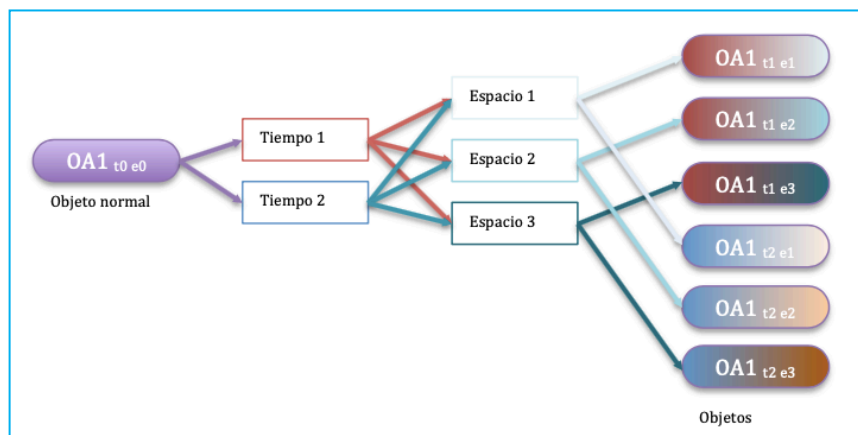 OA1 t0 e0
Objeto normal
Tiempo 1
Tiempo 2
Espacio 1
Espacio 2
Espacio 3
OA1 t1 e1
OA1 t1 e2
OA1 t1 e3
OA1 t2 e1
OA1 t2 e2
OA1 t2 e3
Objetos